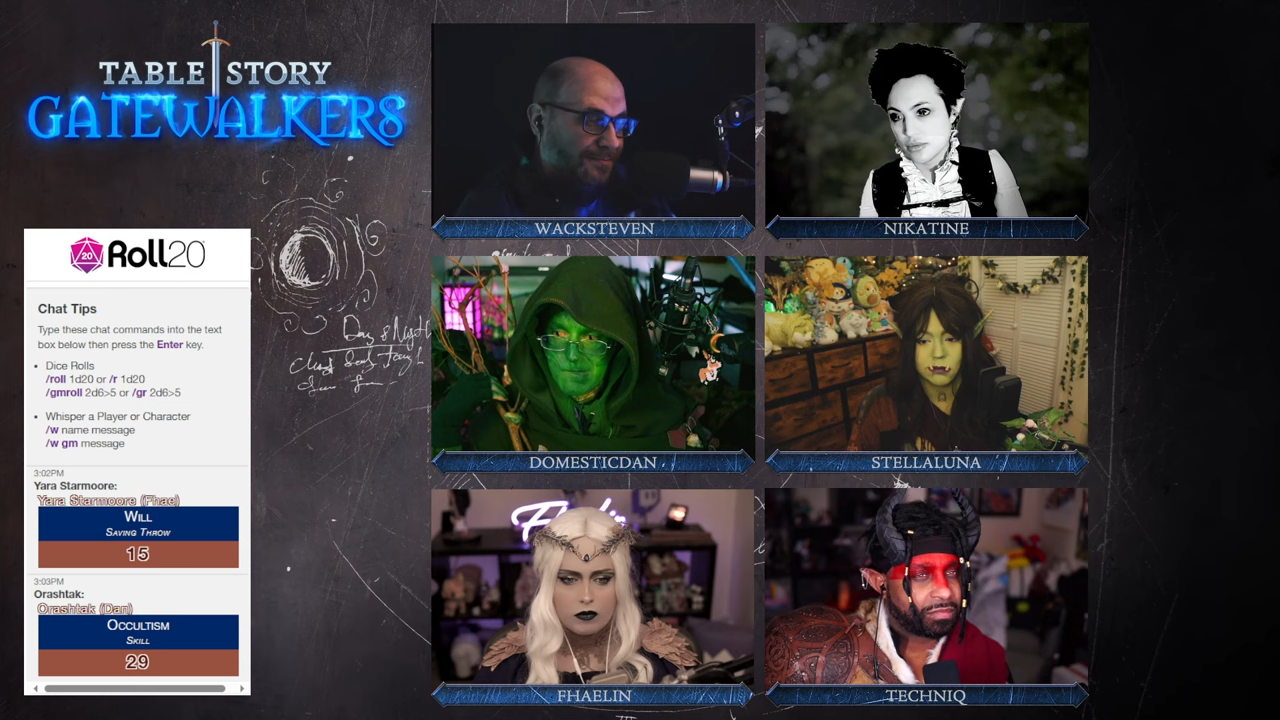 TABLE STORY
GATEWALKERS
20
Roll20
Chat Tips
Type these chat commands into the text
box below then press the Enter key.
• Dice Rolls
/roll 1d20 or /r 1d20
/gmroll 2d6>5 or /gr 2d6>5
• Whisper a Player or Character
/w name message
/w gm message
3:02PM
Yara Starmoore:
Yara Starmoore (Fhae)
WILL
SAVING THROW
15
3:03PM
Orashtak:
Orashtak (Dan)
OCCULTISM
SKILL
29
Day & Night
WACKSTEVEN
NIKATINE
DOMESTICDAN
STELLALUNA
FHAELIN
TECHNIQ